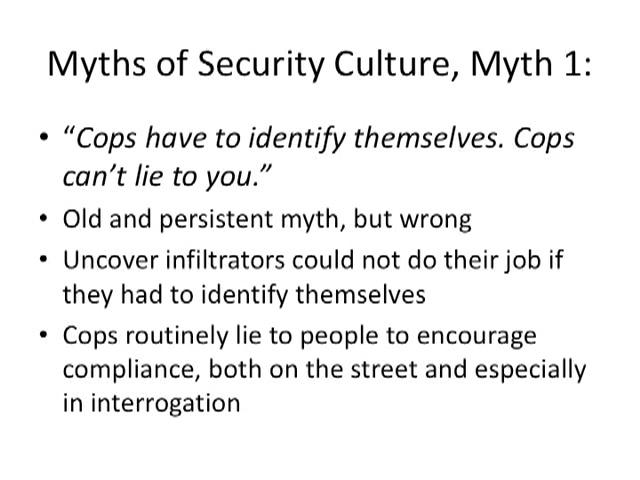 Myths of Security Culture, Myth 1:
• “Cops have to identify themselves. Cops
can’t lie to you.”
• Old and persistent myth, but wrong
• Uncover infiltrators could not do their job if
they had to identify themselves
• Cops routinely lie to people to encourage
compliance, both on the street and especially
in interrogation